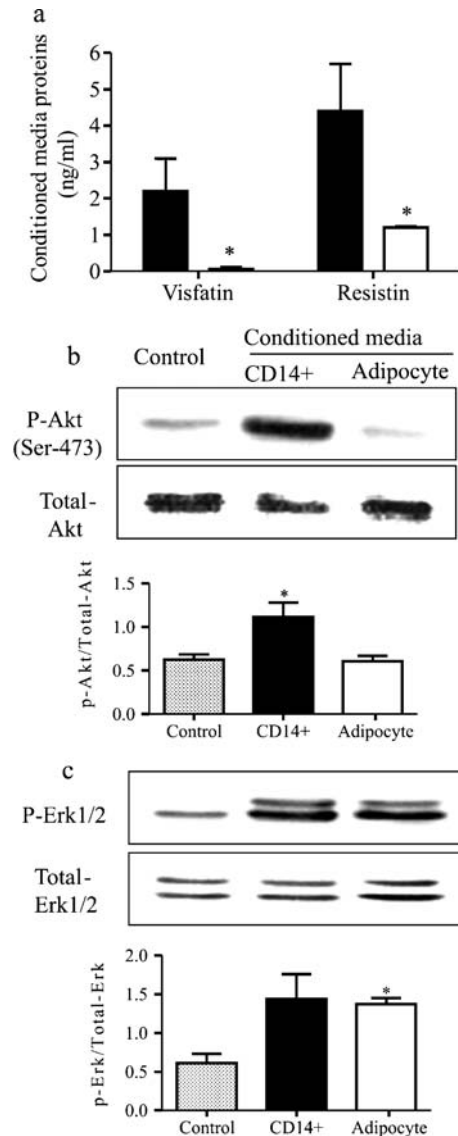 a
Conditioned media proteins
(ng/ml)
6
5
4
3
2
1
0
*
*
Visfatin Resistin
b
Control
Conditioned media
CD14+ Adipocyte
P-Akt
(Ser-473)
Total-
Akt
p-Akt/Total-Akt
1.5
1.0
0.5
0.0
*
Control CD14+ Adipocyte
c
P-Erk1/2
Total-
Erk1/2
p-Erk/Total-Erk
2.0
1.5
1.0
0.5
0.0
*
Control CD14+ Adipocyte